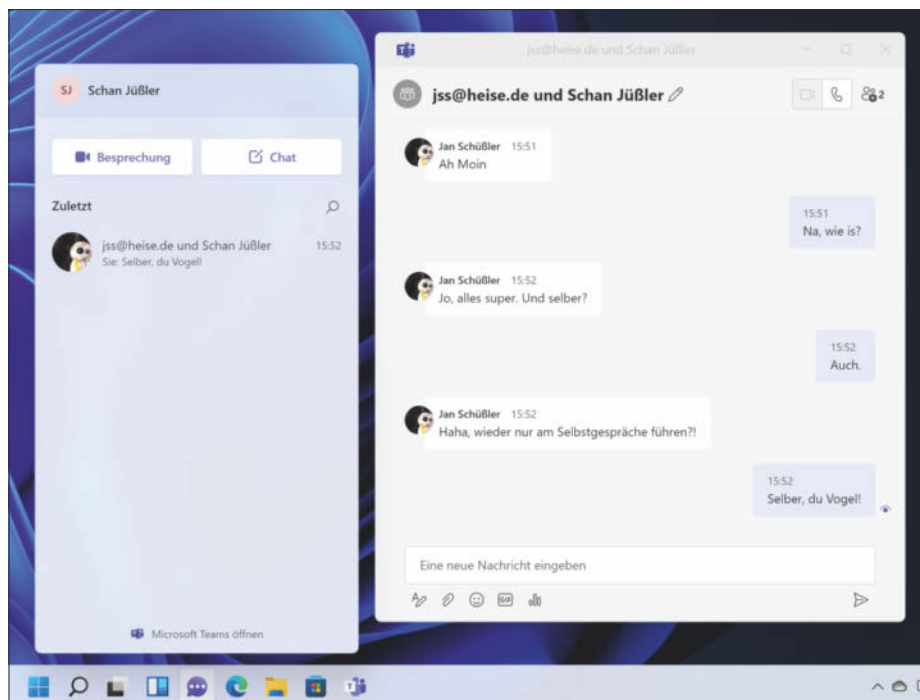 SJ Schan Jüßler
Besprechung
Chat
Zuletzt
jss@heise.de und Schan Jüßler 15:52
Sie: Selber, du Vogel!
Microsoft Teams öffnen
jss@heise.de und Schan Jüßler
jss@heise.de und Schan Jüßler
2
Jan Schüßler 15:51
Ah Moin
15:51
Na, wie is?
Jan Schüßler 15:52
Jo, alles super. Und selber?
15:52
Auch.
Jan Schüßler 15:52
Haha, wieder nur am Selbstgespräche führen?!
15:52
Selber, du Vogel!
Eine neue Nachricht eingeben
GIF